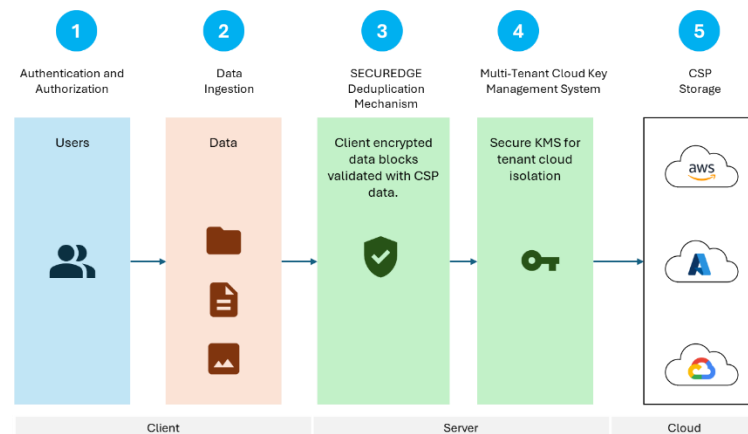 1
2
3
4
5
Authentication and
Authorization
Data
Ingestion
SECUREDGE
Deduplication
Mechanism
Multi-Tenant Cloud Key
Management System
CSP
Storage
Users
Data
Client encrypted
data blocks
validated with CSP
data.
Secure KMS for
tenant cloud
isolation
aws
Client
Server
Cloud